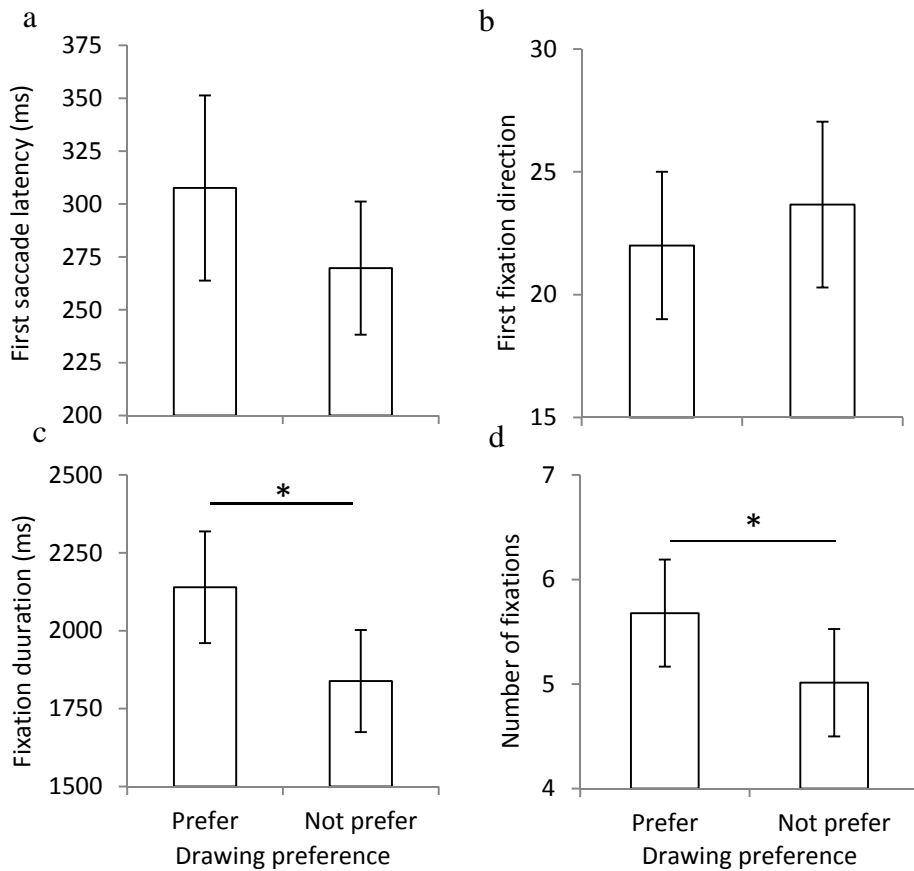 a
First saccade latency (ms)
375
350
325
300
275
250
225
200
b
First fixation direction
30
25
20
15
c
Fixation duuration (ms)
2500
2250
2000
1750
1500
*
Prefer Not prefer
Drawing preference
d
Number of fixations
7
6
5
4
*
Prefer Not prefer
Drawing preference